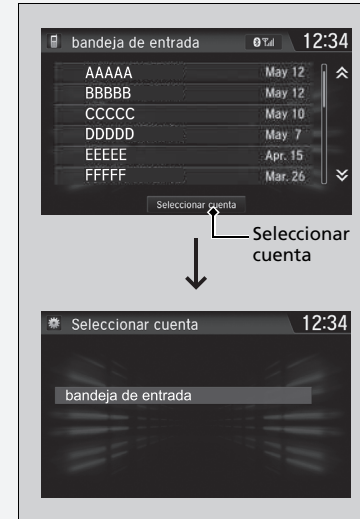 bandeja de entrada 12:34
AAAAA May 12
BBBBB May 12
CCCCC May 10
DDDDD May 7
EEEEE Apr. 15
FFFFF Mar. 26
Seleccionar cuenta
Seleccionar
cuenta
Seleccionar cuenta 12:34
bandeja de entrada